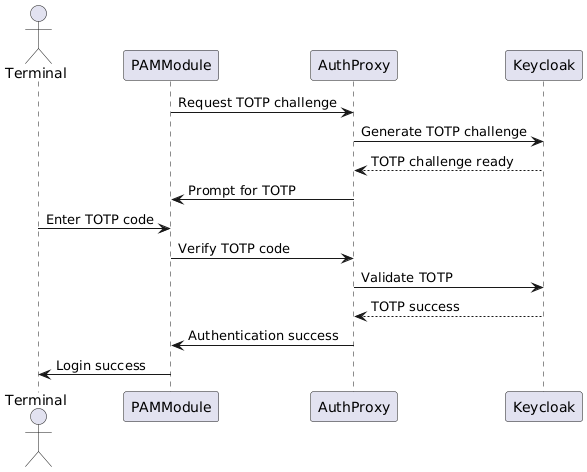 Terminal
PAMModule
AuthProxy
Keycloak
Request TOTP challenge
Generate TOTP challenge
TOTP challenge ready
Prompt for TOTP
Enter TOTP code
Verify TOTP code
Validate TOTP
TOTP success
Authentication success
Login success
Terminal
PAMModule
AuthProxy
Keycloak